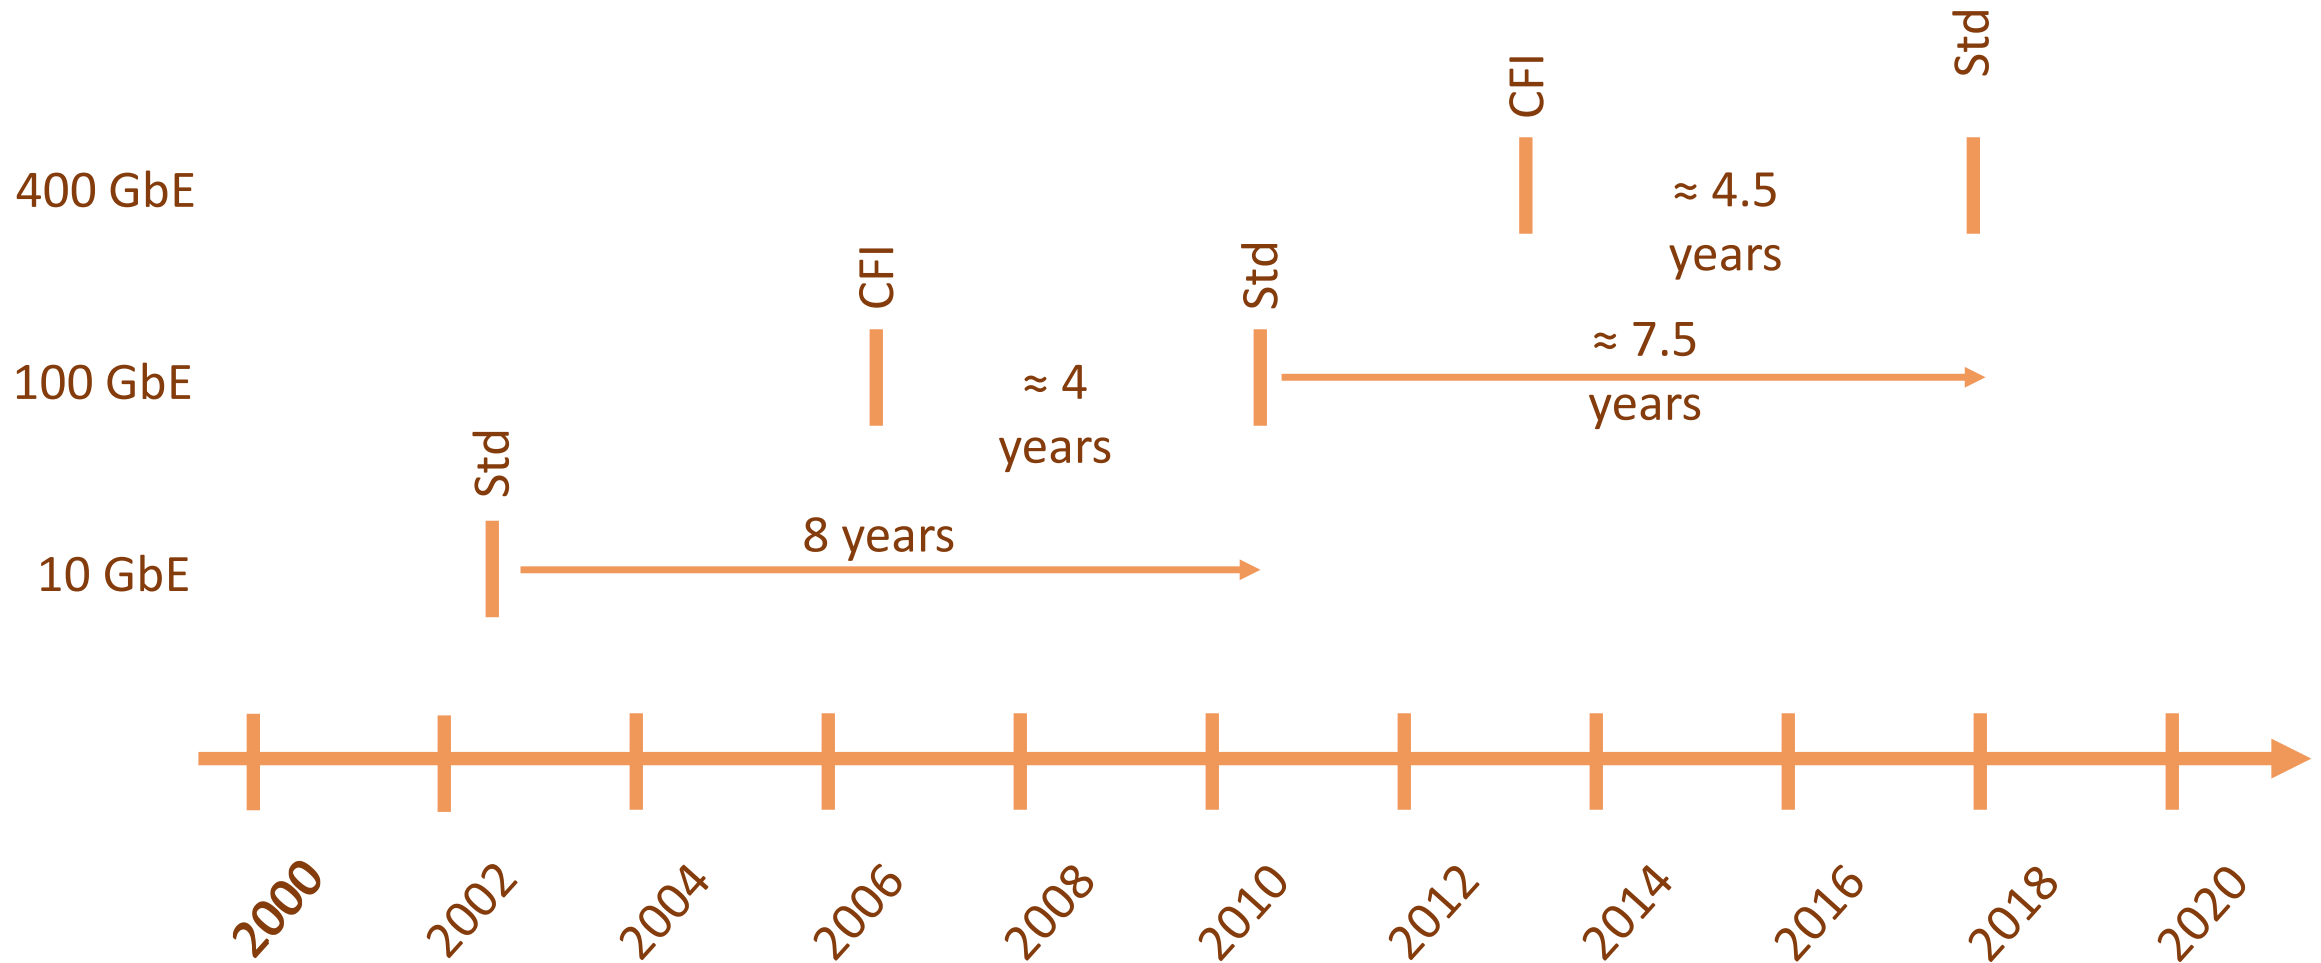 Std
CFI
400 GbE
≈ 4.5
years
CFI
Std
≈ 7.5
years
100 GbE
≈ 4
years
Std
8 years
10 GbE
2000
2002
2004
2006
2008
2010
2012
2014
2016
2018
2020